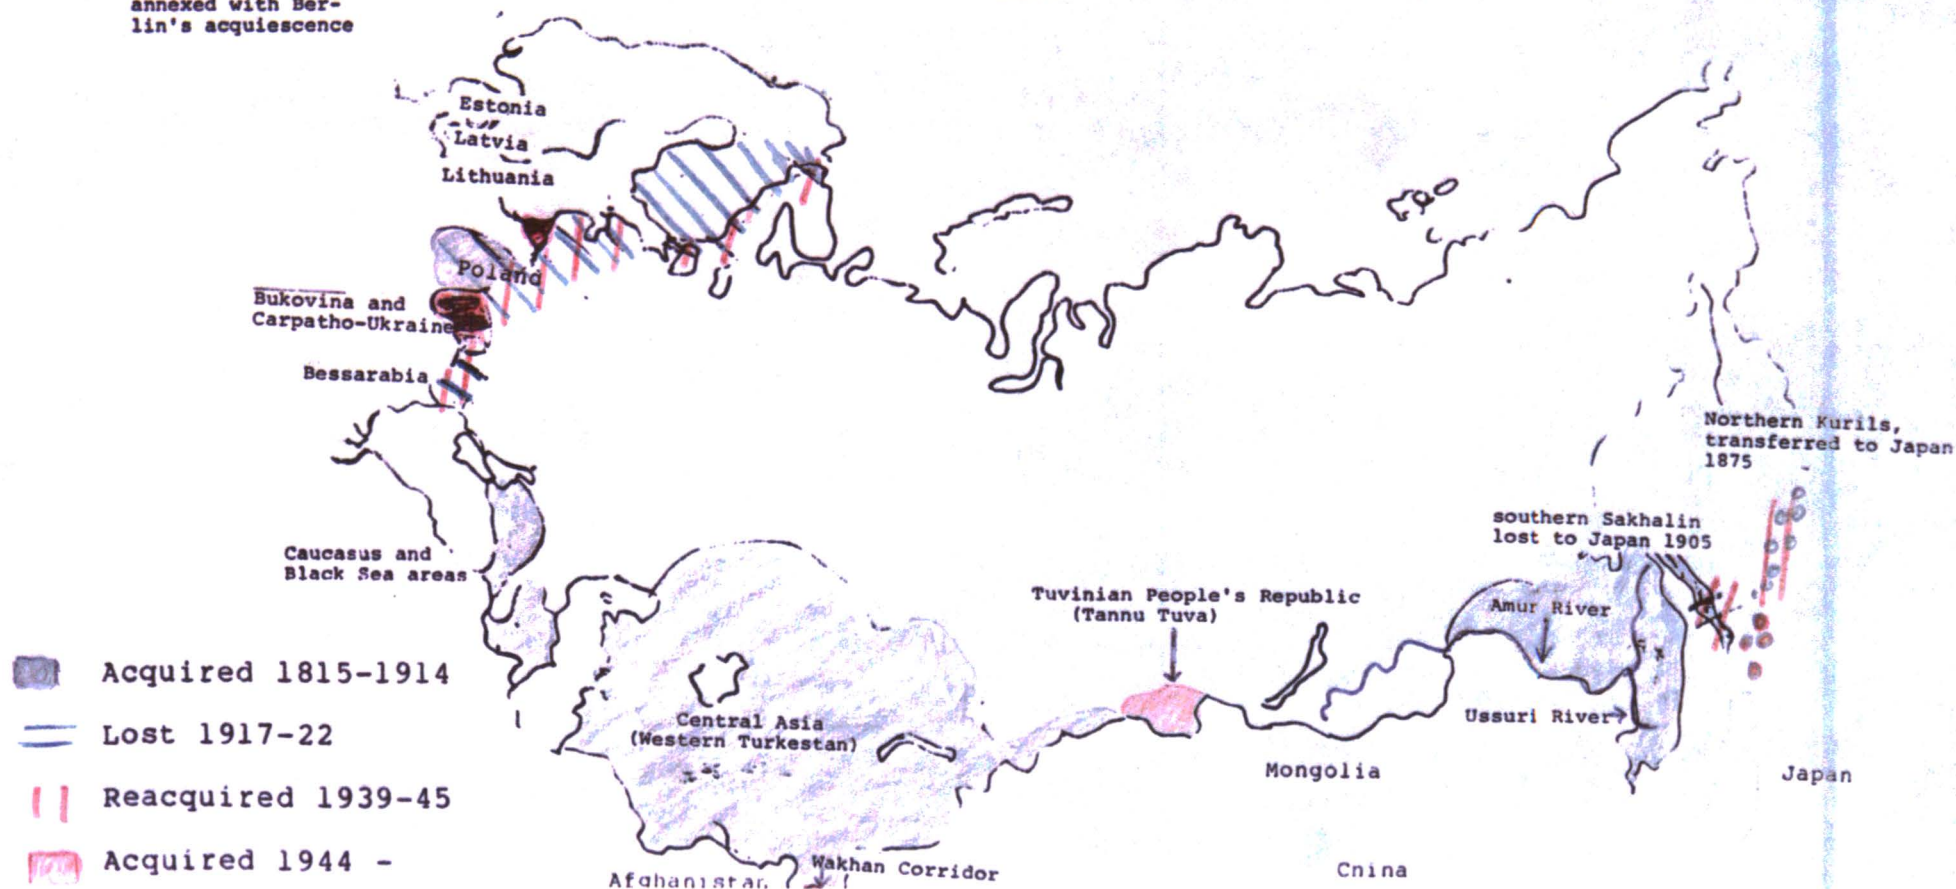 annexed with Ber-
lin's acquiescence
Estonia
Latvia
Lithuania
Poland
Bukovina and
Carpatho-Ukraine
Bessarabia
Northern Kurils,
transferred to Japan
1875
southern Sakhalin
lost to Japan 1905
Caucasus and
Black Sea areas
Tuvinian People's Republic
(Tannu Tuva)
Amur River
Acquired 1815-1914
Central Asia
(Western Turkestan)
Ussuri River
Lost 1917-22
Mongolia
Japan
Reacquired 1939-45
Acquired 1944 -
Wakhan Corridor
Afghanistan
China